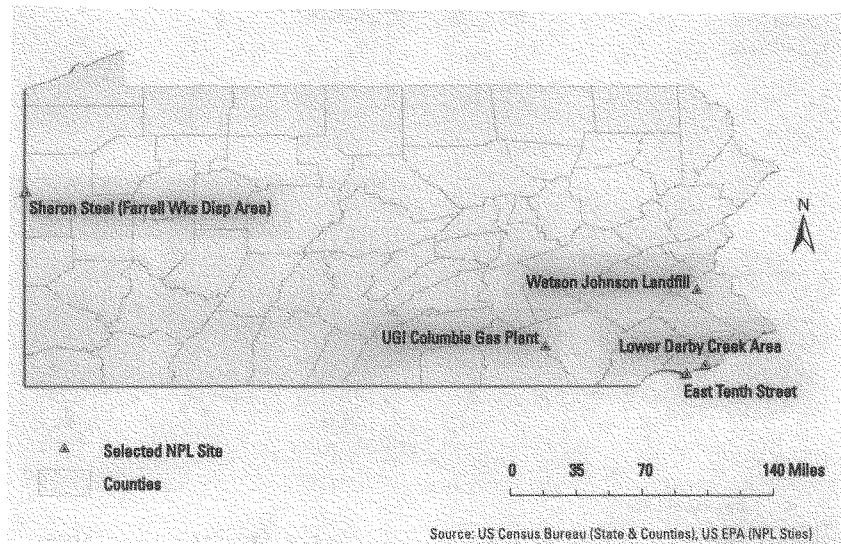 N
Sharon Steel (Farrell Wks Disp Area)
Watson Johnson Landfill
UGI Columbia Gas Plant
Lower Darby Creek Area
East Tenth Street
Selected NPL Site
Counties
0 35 70 140 Miles
Source: US Census Bureau (State & Counties), US EPA (NPL Sties)